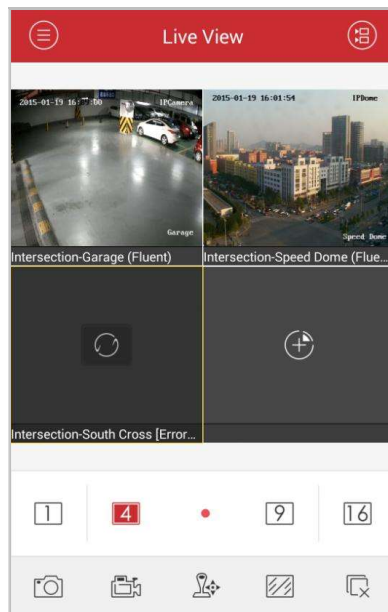 Live View
2015-01-19 16: :00 IPCamera
Garage
Intersection-Garage (Fluent)
2015-01-19 16:01:54 IPDome
Speed Dome
Intersection-Speed Dome (Flue...
Intersection-South Cross [Error...
1 4 9 16